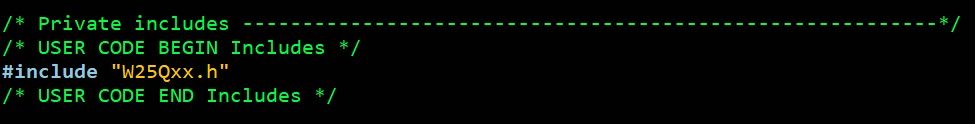 /* Private includes ----------------------------------------------------------*/
/* USER CODE BEGIN Includes */
#include "W25Qxx.h"
/* USER CODE END Includes */